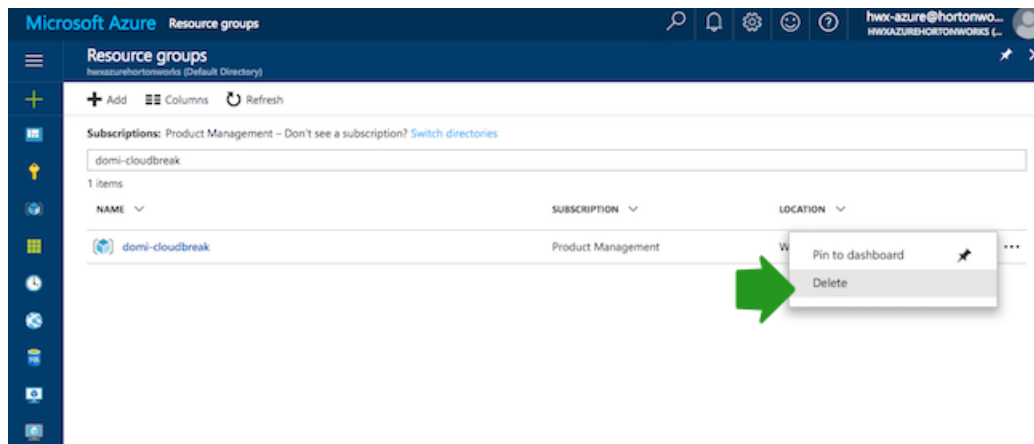 Microsoft Azure Resource groups
hwx-azure@hortonwo...
HWXAZUREHORTONWORKS (...
Resource groups
hwxazurehortonworks (Default Directory)
Add Columns Refresh
Subscriptions: Product Management – Don't see a subscription? Switch directories
domi-cloudbreak
1 items
NAME SUBSCRIPTION LOCATION
domi-cloudbreak Product Management W
Pin to dashboard
Delete